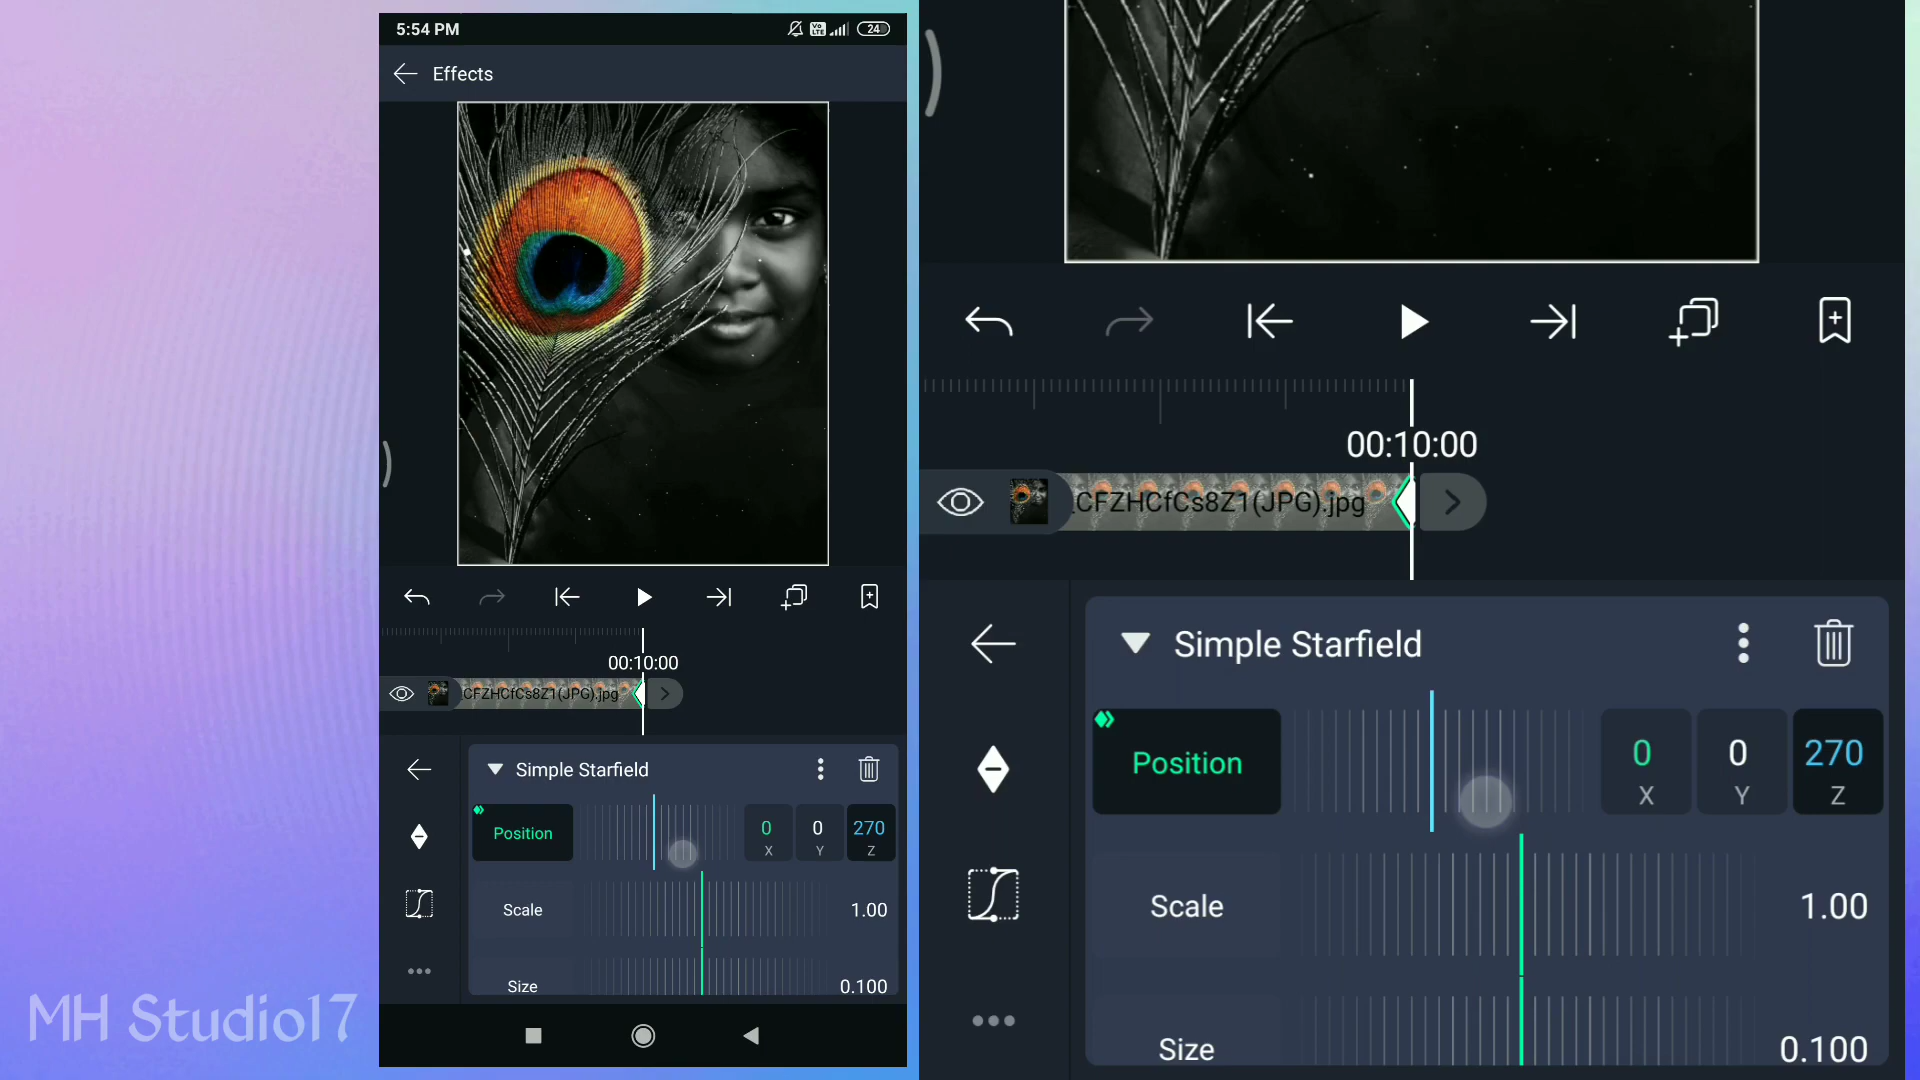 5:54 PM
Vo LTE
24
Effects
00:10:00
CFZHCfCs8Z1(JPG).jpg
Simple Starfield
Position
0
0
270
X
Y
Z
Scale
1.00
Size
0.100
00:10:00
CFZHCfCs8Z1(JPG).jpg
Simple Starfield
Position
0
0
270
X
Y
Z
Scale
1.00
Size
0.100
MH Studio17